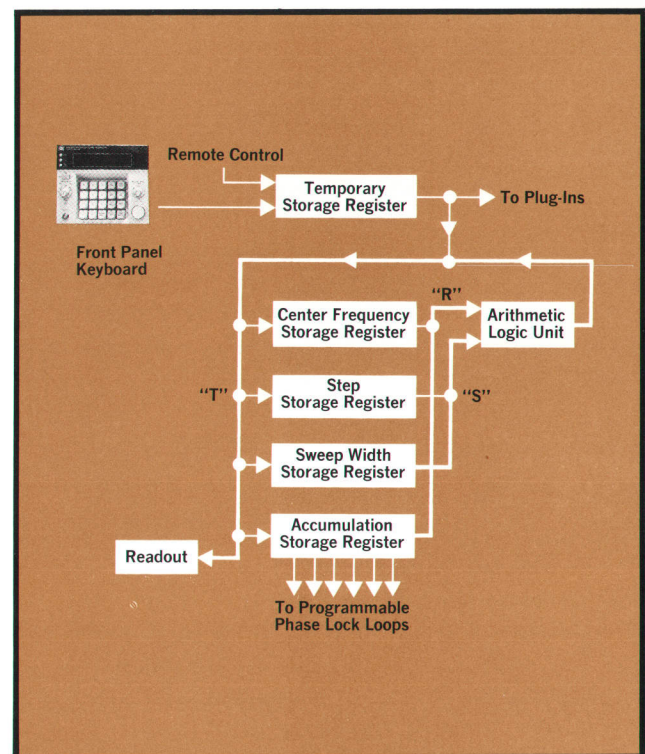 Remote Control
Temporary
Storage Register
To Plug-Ins
Front Panel
Keyboard
"R"
Center Frequency
Storage Register
Arithmetic
Logic Unit
"T"
Step
Storage Register
"S"
Sweep Width
Storage Register
Accumulation
Storage Register
Readout
To Programmable
Phase Lock Loops